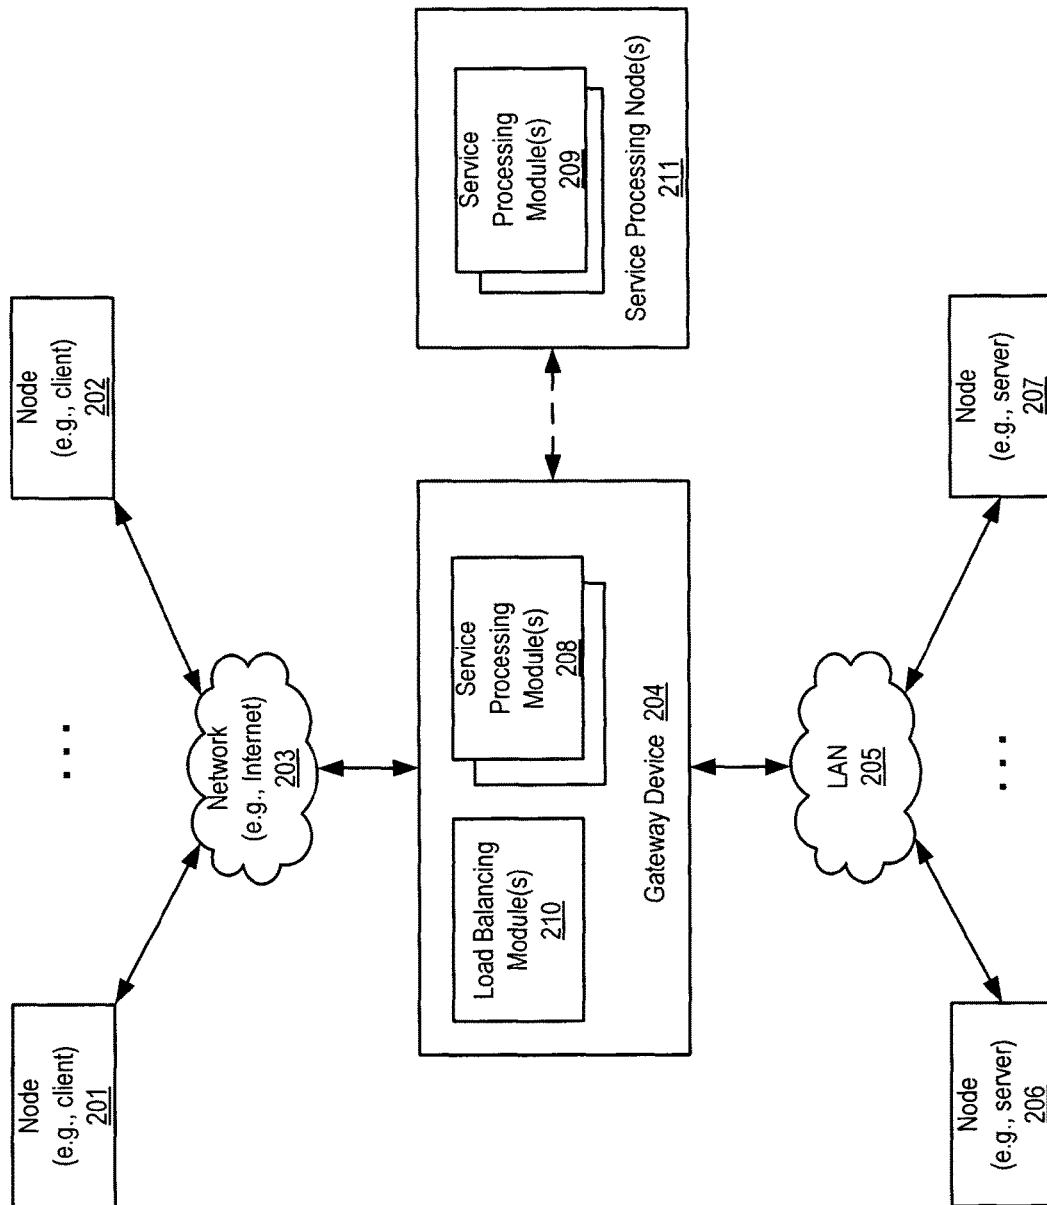 Node
(e.g., client)
201
. . .
Node
(e.g., client)
202
Network
(e.g., Internet)
203
Load Balancing
Module(s)
210
Service
Processing
Module(s)
208
Gateway Device 204
Service
Processing
Module(s)
209
Service Processing Node(s)
211
LAN
205
Node
(e.g., server)
206
. . .
Node
(e.g., server)
207